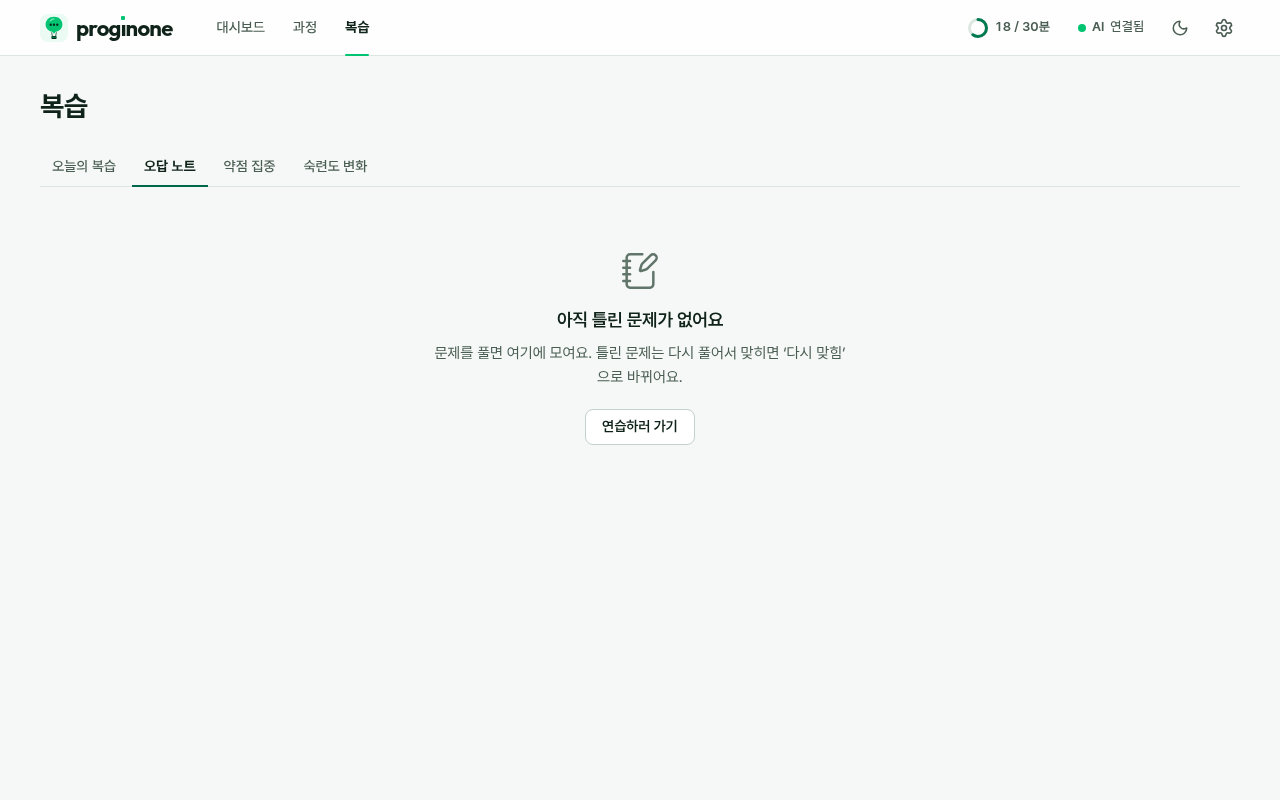 proginone
대시보드 과정 복습
18 / 30분
AI 연결됨
복습
오늘의 복습 오답 노트 약점 집중 숙련도 변화
아직 틀린 문제가 없어요
문제를 풀면 여기에 모여요. 틀린 문제는 다시 풀어서 맞히면 ‘다시 맞힘’
으로 바뀌어요.
연습하러 가기